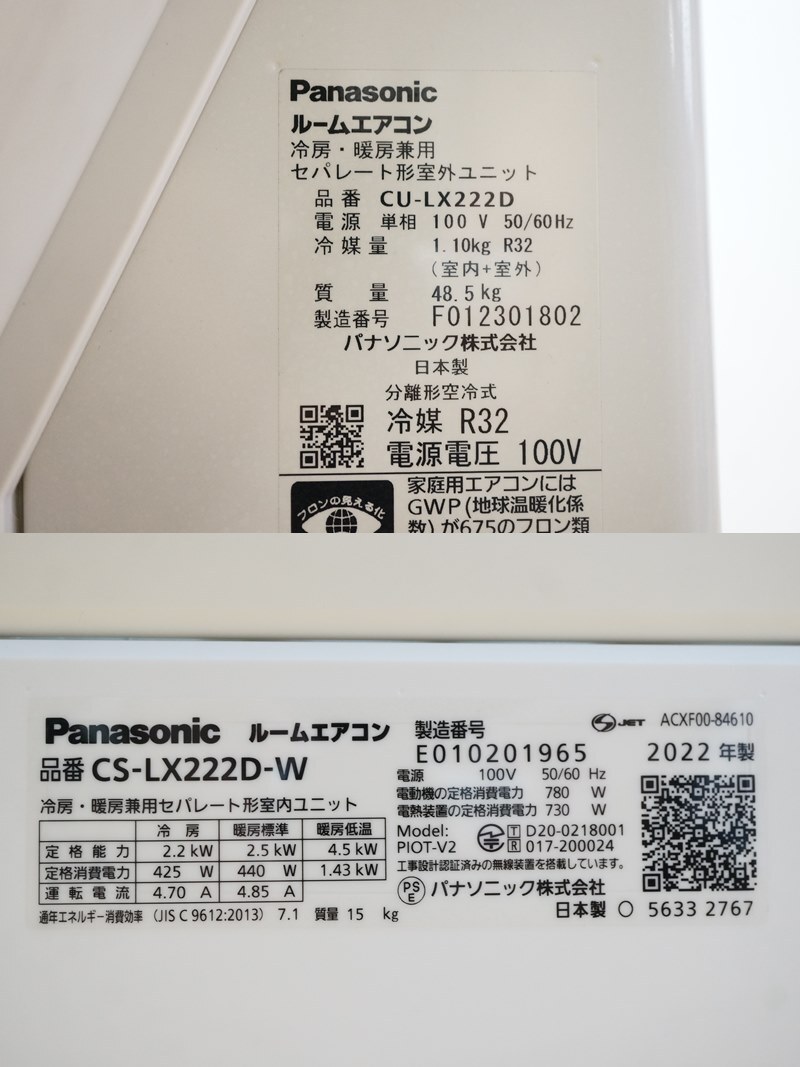 Panasonic
ルームエアコン
冷房・暖房兼用
セパレート形室外ユニット
品番 CU-LX222D
電源 単相 100 V 50/60Hz
冷媒量 1.10kg R32
(室内+室外)
質量 48.5kg
製造番号 F012301802
パナソニック株式会社
日本製
分離形空冷式
冷媒 R32
電源電圧 100V
フロンの見える化
家庭用エアコンには
GWP(地球温暖化係
数)が675のフロン類
Panasonic ルームエアコン
品番 CS-LX222D-W
冷房・暖房兼用セパレート形室内ユニット
冷房 暖房標準 暖房低温
定格能力 2.2 kW 2.5 kW 4.5 kW
定格消費電力 425 W 440 W 1.43 kW
運転電流 4.70 A 4.85 A
通年エネルギー消費効率 (JIS C 9612:2013) 7.1 質量 15 kg
製造番号
E010201965
JET ACXF00-84610
2022 年製
電源 100V 50/60 Hz
電動機の定格消費電力 780 W
電熱装置の定格消費電力 730 W
Model: T D20-0218001
PIOT-V2 R 017-200024
工事設計認証済みの無線装置を搭載しています。
PSE パナソニック株式会社
日本製 〇 5633 2767